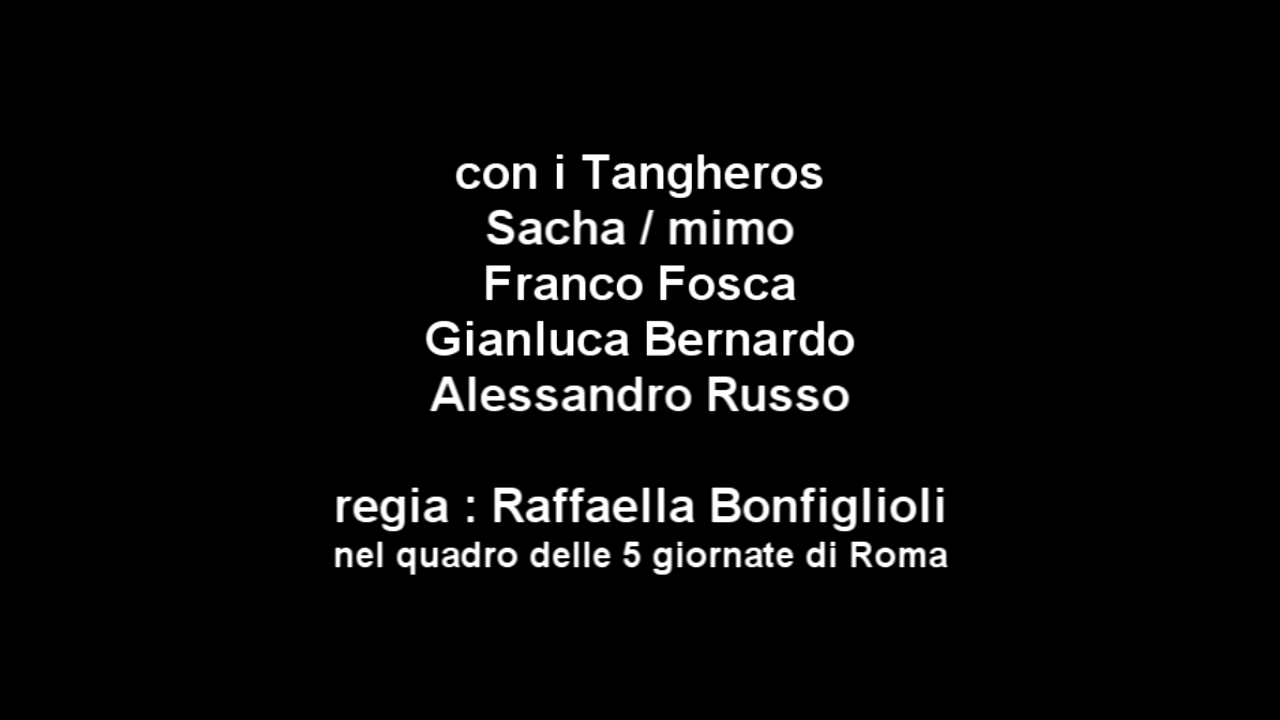 con i Tangheros
Sacha / mimo
Franco Fosca
Gianluca Bernardo
Alessandro Russo
regia : Raffaella Bonfiglioli
nel quadro delle 5 giornate di Roma